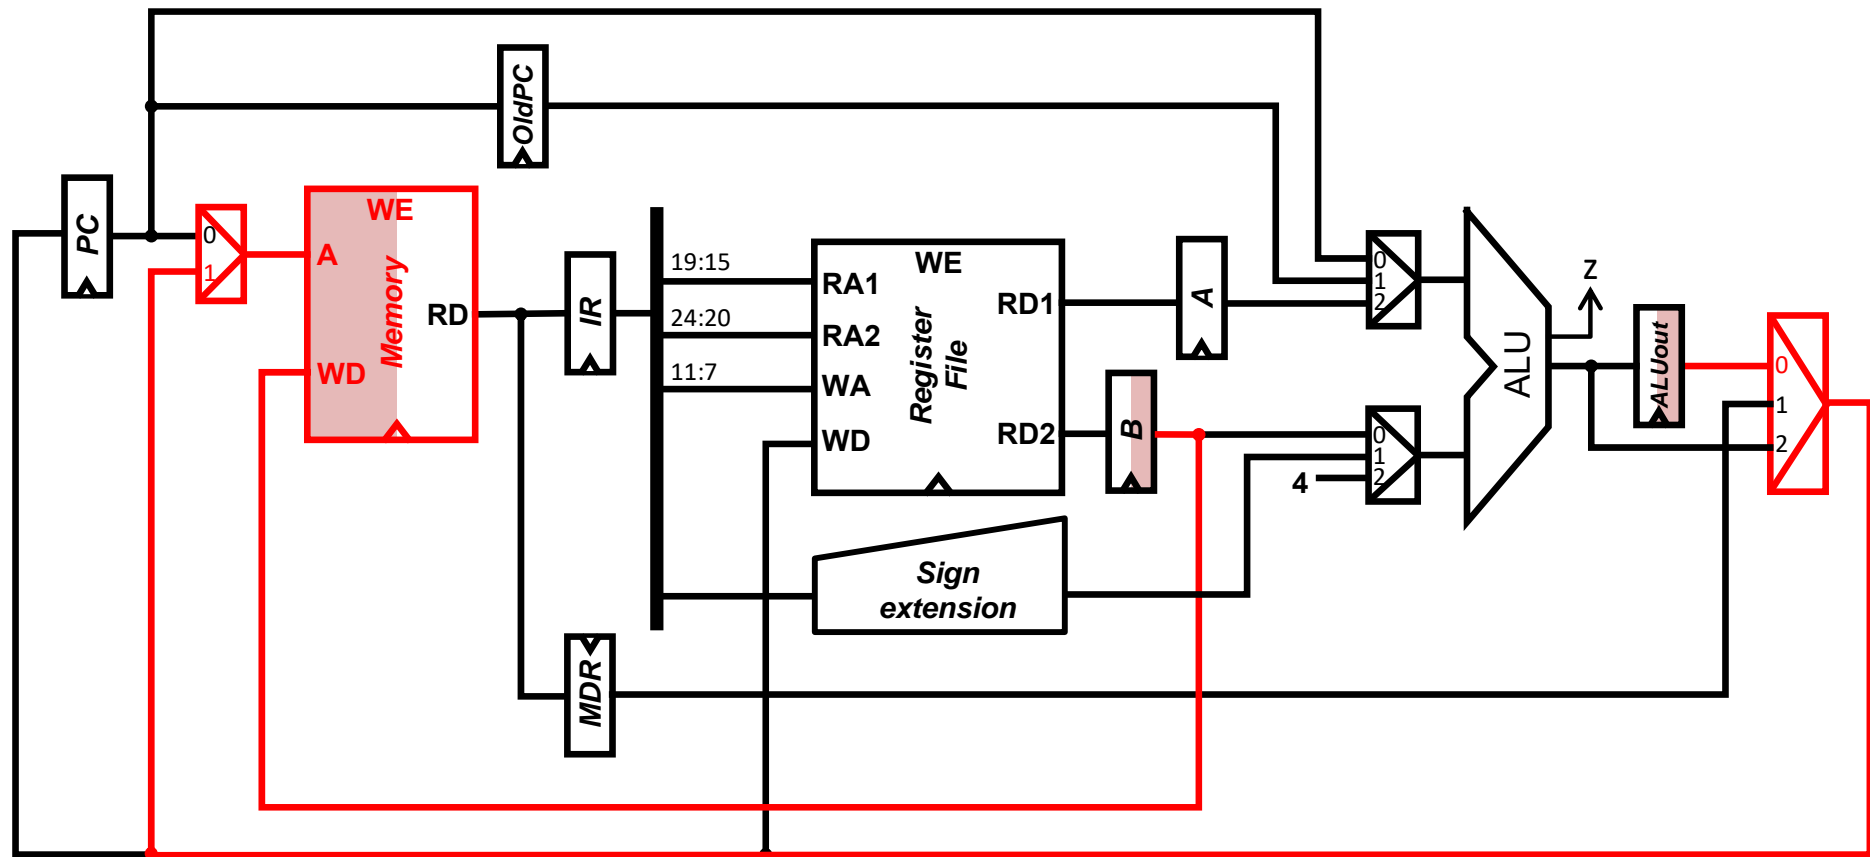 OldPC
PC
0
1
WE
A
Memory
RD
WD
IR
19:15
24:20
11:7
WE
RA1
RA2
WA
WD
Register
File
RD1
RD2
A
B
0
1
2
0
1
2
4
ALU
Z
ALUout
0
1
2
Sign
extension
MDR